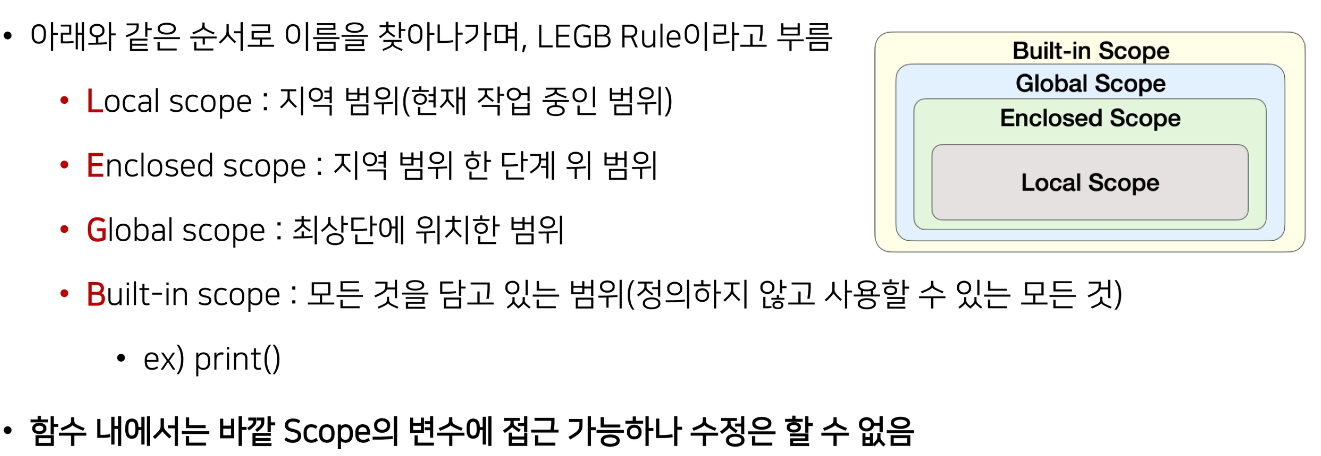 • 아래와 같은 순서로 이름을 찾아나가며, LEGB Rule이라고 부름
• Local scope : 지역 범위(현재 작업 중인 범위)
• Enclosed scope : 지역 범위 한 단계 위 범위
• Global scope : 최상단에 위치한 범위
• Built-in scope : 모든 것을 담고 있는 범위(정의하지 않고 사용할 수 있는 모든 것)
• ex) print()
• 함수 내에서는 바깥 Scope의 변수에 접근 가능하나 수정은 할 수 없음
Built-in Scope
Global Scope
Enclosed Scope
Local Scope